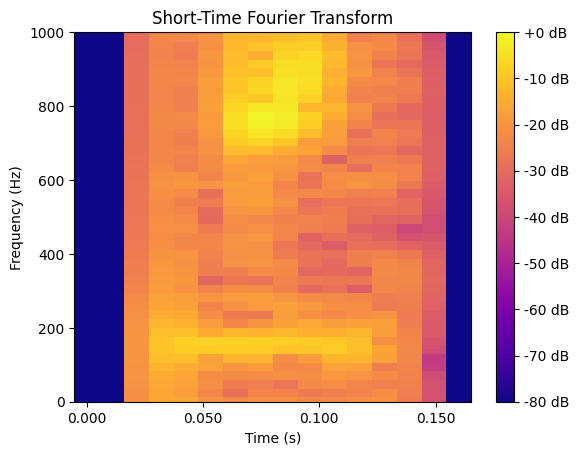 Short-Time Fourier Transform
1000
800
600
400
200
0
Frequency (Hz)
0.000
0.050
0.100
0.150
Time (s)
+0 dB
-10 dB
-20 dB
-30 dB
-40 dB
-50 dB
-60 dB
-70 dB
-80 dB